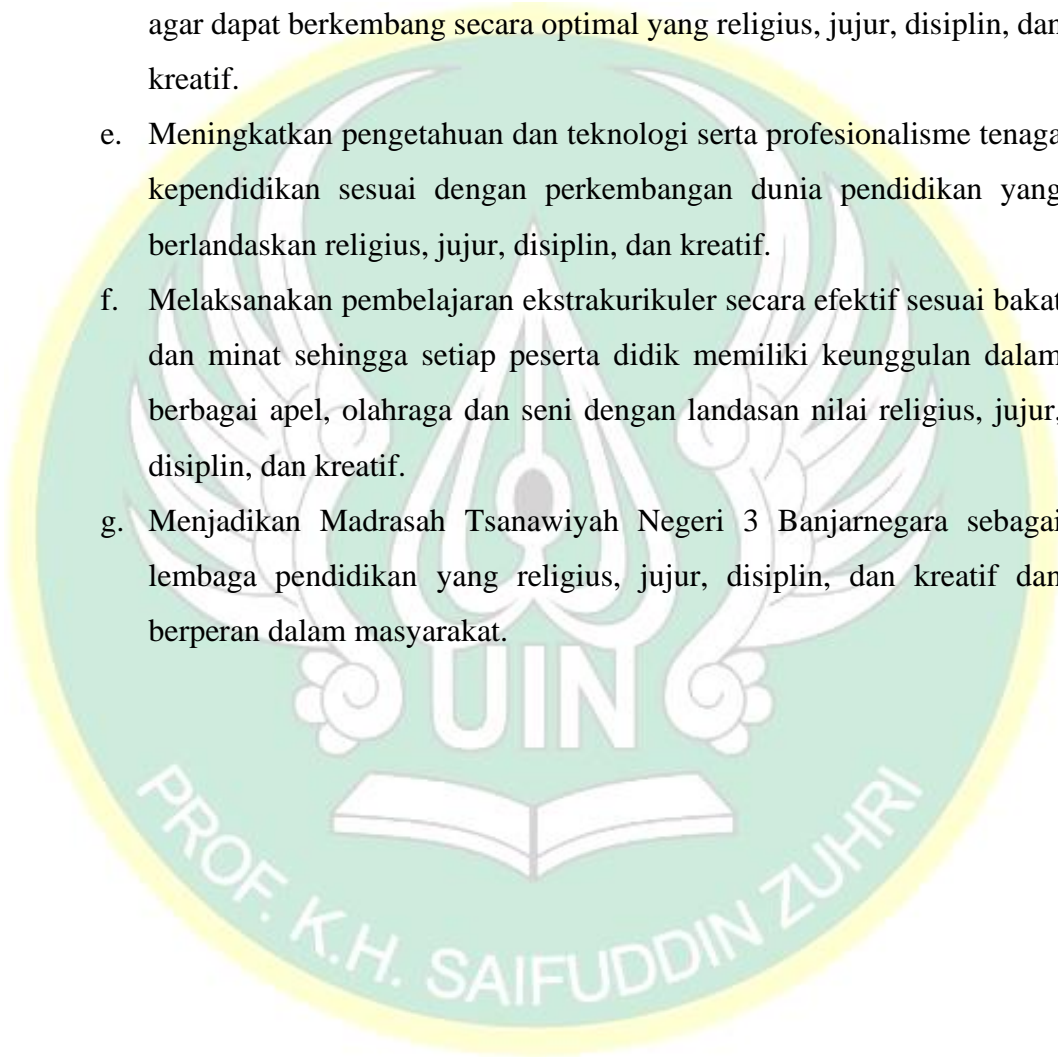 agar dapat berkembang secara optimal yang religius, jujur, disiplin, dan
kreatif.
e. Meningkatkan pengetahuan dan teknologi serta profesionalisme tenaga
kependidikan sesuai dengan perkembangan dunia pendidikan yang
berlandaskan religius, jujur, disiplin, dan kreatif.
f. Melaksanakan pembelajaran ekstrakurikuler secara efektif sesuai bakat
dan minat sehingga setiap peserta didik memiliki keunggulan dalam
berbagai apel, olahraga dan seni dengan landasan nilai religius, jujur,
disiplin, dan kreatif.
g. Menjadikan Madrasah Tsanawiyah Negeri 3 Banjarnegara sebagai
lembaga pendidikan yang religius, jujur, disiplin, dan kreatif dan
berperan dalam masyarakat.
UIN
PROF. K.H. SAIFUDDIN ZUHRI